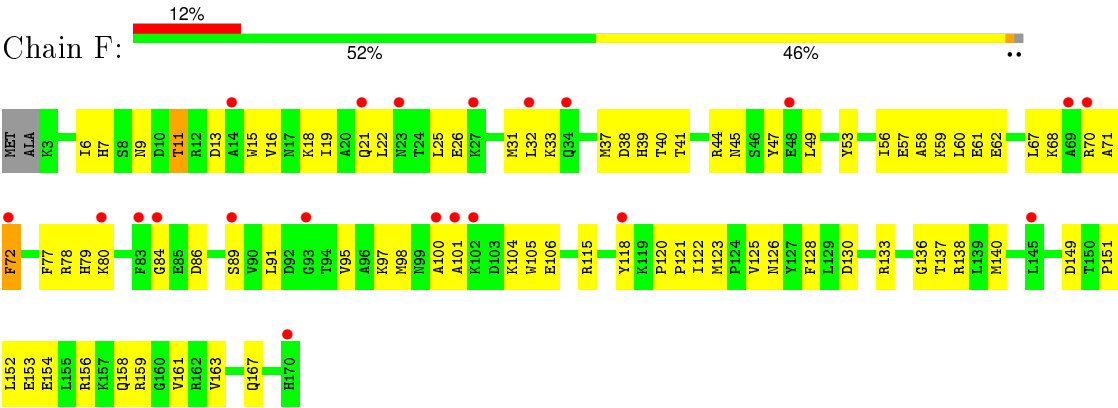 12%
Chain F:
52% 46% ••
MET ALA K3 I6 H7 S8 N9 D10 T11 R12 D13 A14 W15 V16 N17 K18 I19 A20 Q21 L22 N23 T24 L25 E26 K27 M31 L32 K33 Q34 M37 D38 H39 T40 T41 R44 N45 S46 Y47 E48 L49 Y53 I56 E57 A58 K59 L60 E61 E62 L67 K68 A69 R70 A71
F72 F77 R78 H79 K80 F83 G84 E85 D86 S89 V90 L91 D92 G93 T94 V95 A96 K97 M98 N99 A100 A101 K102 D103 K104 W105 E106 R115 Y118 K119 P120 P121 I122 M123 P124 V125 N126 Y127 F128 L129 D130 R133 G136 T137 R138 L139 M140 L145 D149 T150 P151
L152 E153 E154 L155 R156 K157 Q158 R159 G160 V161 R162 V163 Q167 H170